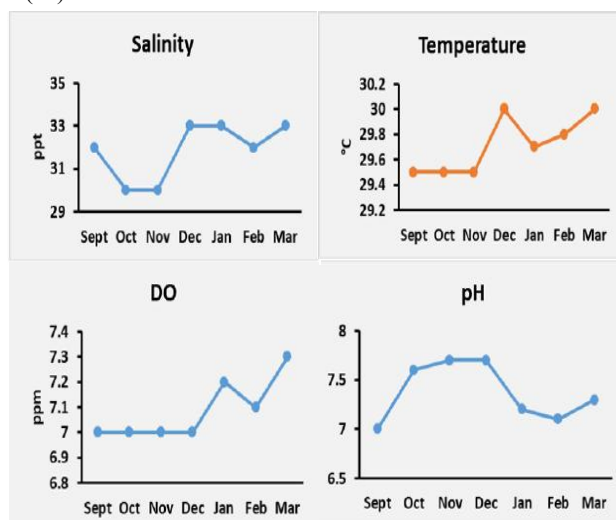 Salinity
35
33
31
29
ppt
Sept Oct Nov Dec Jan Feb Mar
Temperature
30.2
30
29.8
29.6
29.4
29.2
°C
Sept Oct Nov Dec Jan Feb Mar
DO
7.4
7.3
7.2
7.1
7
6.9
6.8
ppm
Sept Oct Nov Dec Jan Feb Mar
pH
8
7.5
7
6.5
Sept Oct Nov Dec Jan Feb Mar